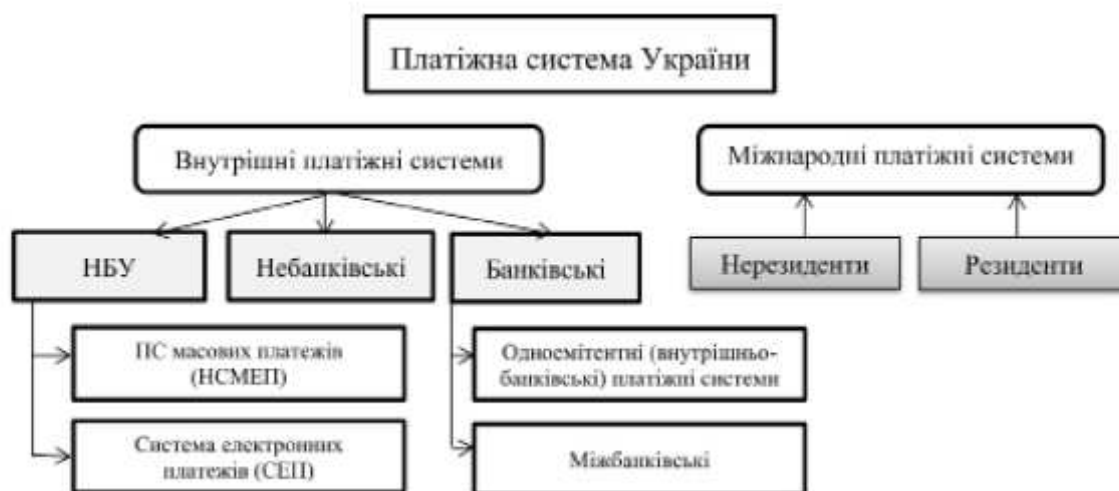 Платіжна система України
Внутрішні платіжні системи
Міжнародні платіжні системи
НБУ
Небанківські
Банківські
Нерезиденти
Резиденти
ПС масових платежів
(НСМЕП)
Одноемітентні (внутрішньо-
банківські) платіжні системи
Система електронних
платежів (СЕП)
Міжбанківські